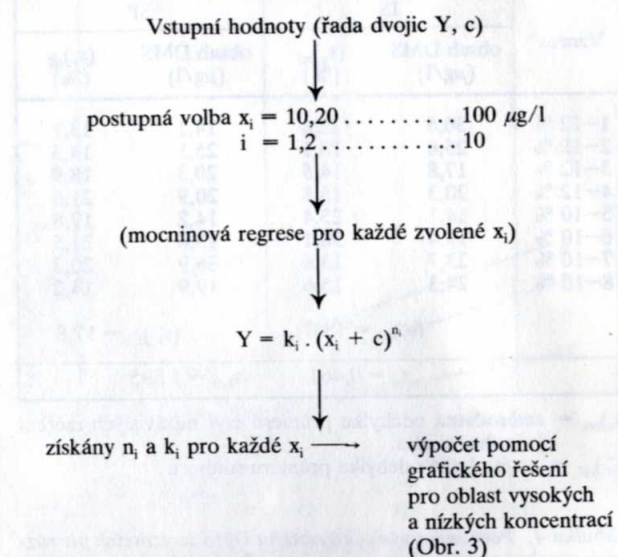 Vstupní hodnoty (řada dvojic Y, c)
postupná volba xᵢ = 10,20 . . . . . . . . 100 μg/l
i = 1,2 . . . . . . . . . . 10
(mocninová regrese pro každé zvolené xᵢ)
Y = kᵢ . (xᵢ + c)ⁿᵢ
získány nᵢ a kᵢ pro každé xᵢ
výpočet pomocí
grafického řešení
pro oblast vysokých
a nízkých koncentrací
(Obr. 3)